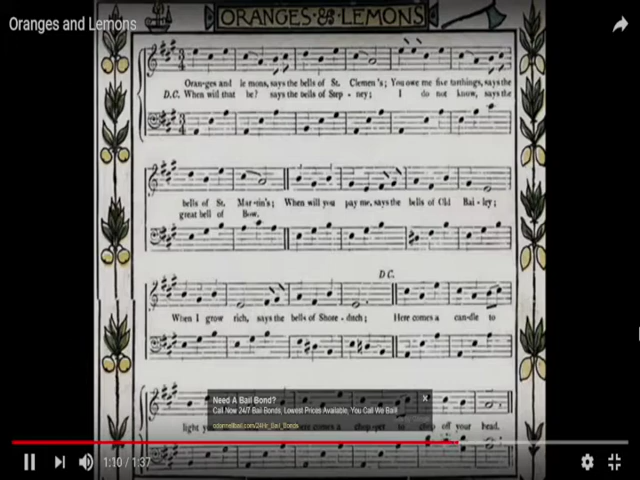 Oranges and Lemons
ORANGES & LEMONS
Oran-ges and le mons, says the bells of St. Clemen's; You owe me five farthings, says the
D.C. When will that be? says the bells of Step - ney; I do not know, says the
bells of St. Mar-tin's; When will you pay me, says the bells of Old Bai-ley;
great bell of Bow.
D.C.
When I grow rich, says the bells of Shore - ditch; Here comes a can-dle to
Need A Bail Bond?
Call Now 24/7 Bail Bonds, Lowest Prices Available, You Call We Bail!
light you
off your head.
1:10 / 1:37